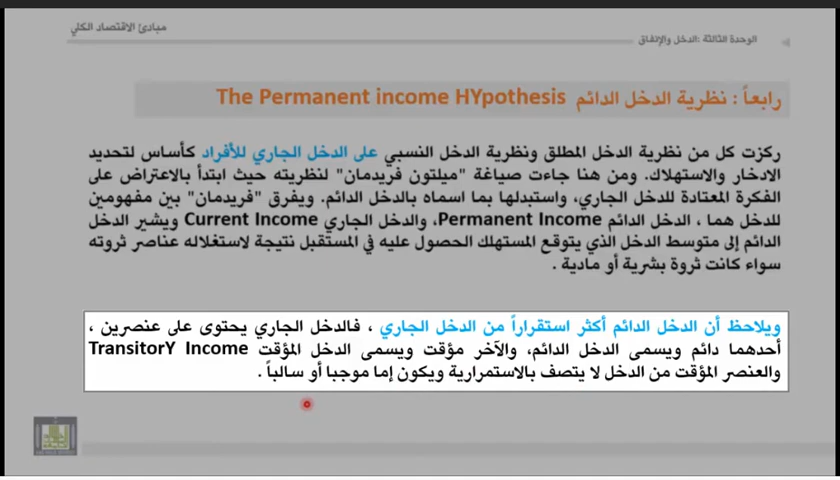 مبادئ الاقتصاد الكلي
الوحدة الثالثة :الدخل والإنفاق
رابعاً : نظرية الدخل الدائم The Permanent income HYpothesis
ركزت كل من نظرية الدخل المطلق ونظرية الدخل النسبي على الدخل الجاري للأفراد كأساس لتحديد
الادخار والاستهلاك. ومن هنا جاءت صياغة "ميلتون فريدمان" لنظريته حيث ابتدأ بالاعتراض على
الفكرة المعتادة للدخل الجاري، واستبدلها بما اسماه بالدخل الدائم. ويفرق "فريدمان" بين مفهومين
للدخل هما ، الدخل الدائم Permanent Income، والدخل الجاري Current Income ويشير الدخل
الدائم إلى متوسط الدخل الذي يتوقع المستهلك الحصول عليه في المستقبل نتيجة لاستغلاله عناصر ثروته
سواء كانت ثروة بشرية أو مادية .
ويلاحظ أن الدخل الدائم أكثر استقراراً من الدخل الجاري ، فالدخل الجاري يحتوى على عنصرين ،
أحدهما دائم ويسمى الدخل الدائم، والآخر مؤقت ويسمى الدخل المؤقت TransitorY Income
والعنصر المؤقت من الدخل لا يتصف بالاستمرارية ويكون إما موجبا أو سالباً .